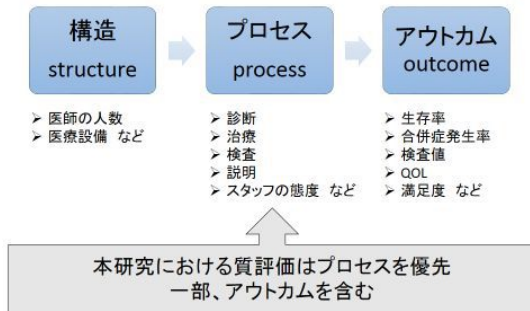 構造
structure
プロセス
process
アウトカム
outcome
➢ 医師の人数
➢ 医療設備 など
➢ 診断
➢ 治療
➢ 検査
➢ 説明
➢ スタッフの態度 など
➢ 生存率
➢ 合併症発生率
➢ 検査値
➢ QOL
➢ 満足度 など
本研究における質評価はプロセスを優先
一部、アウトカムを含む